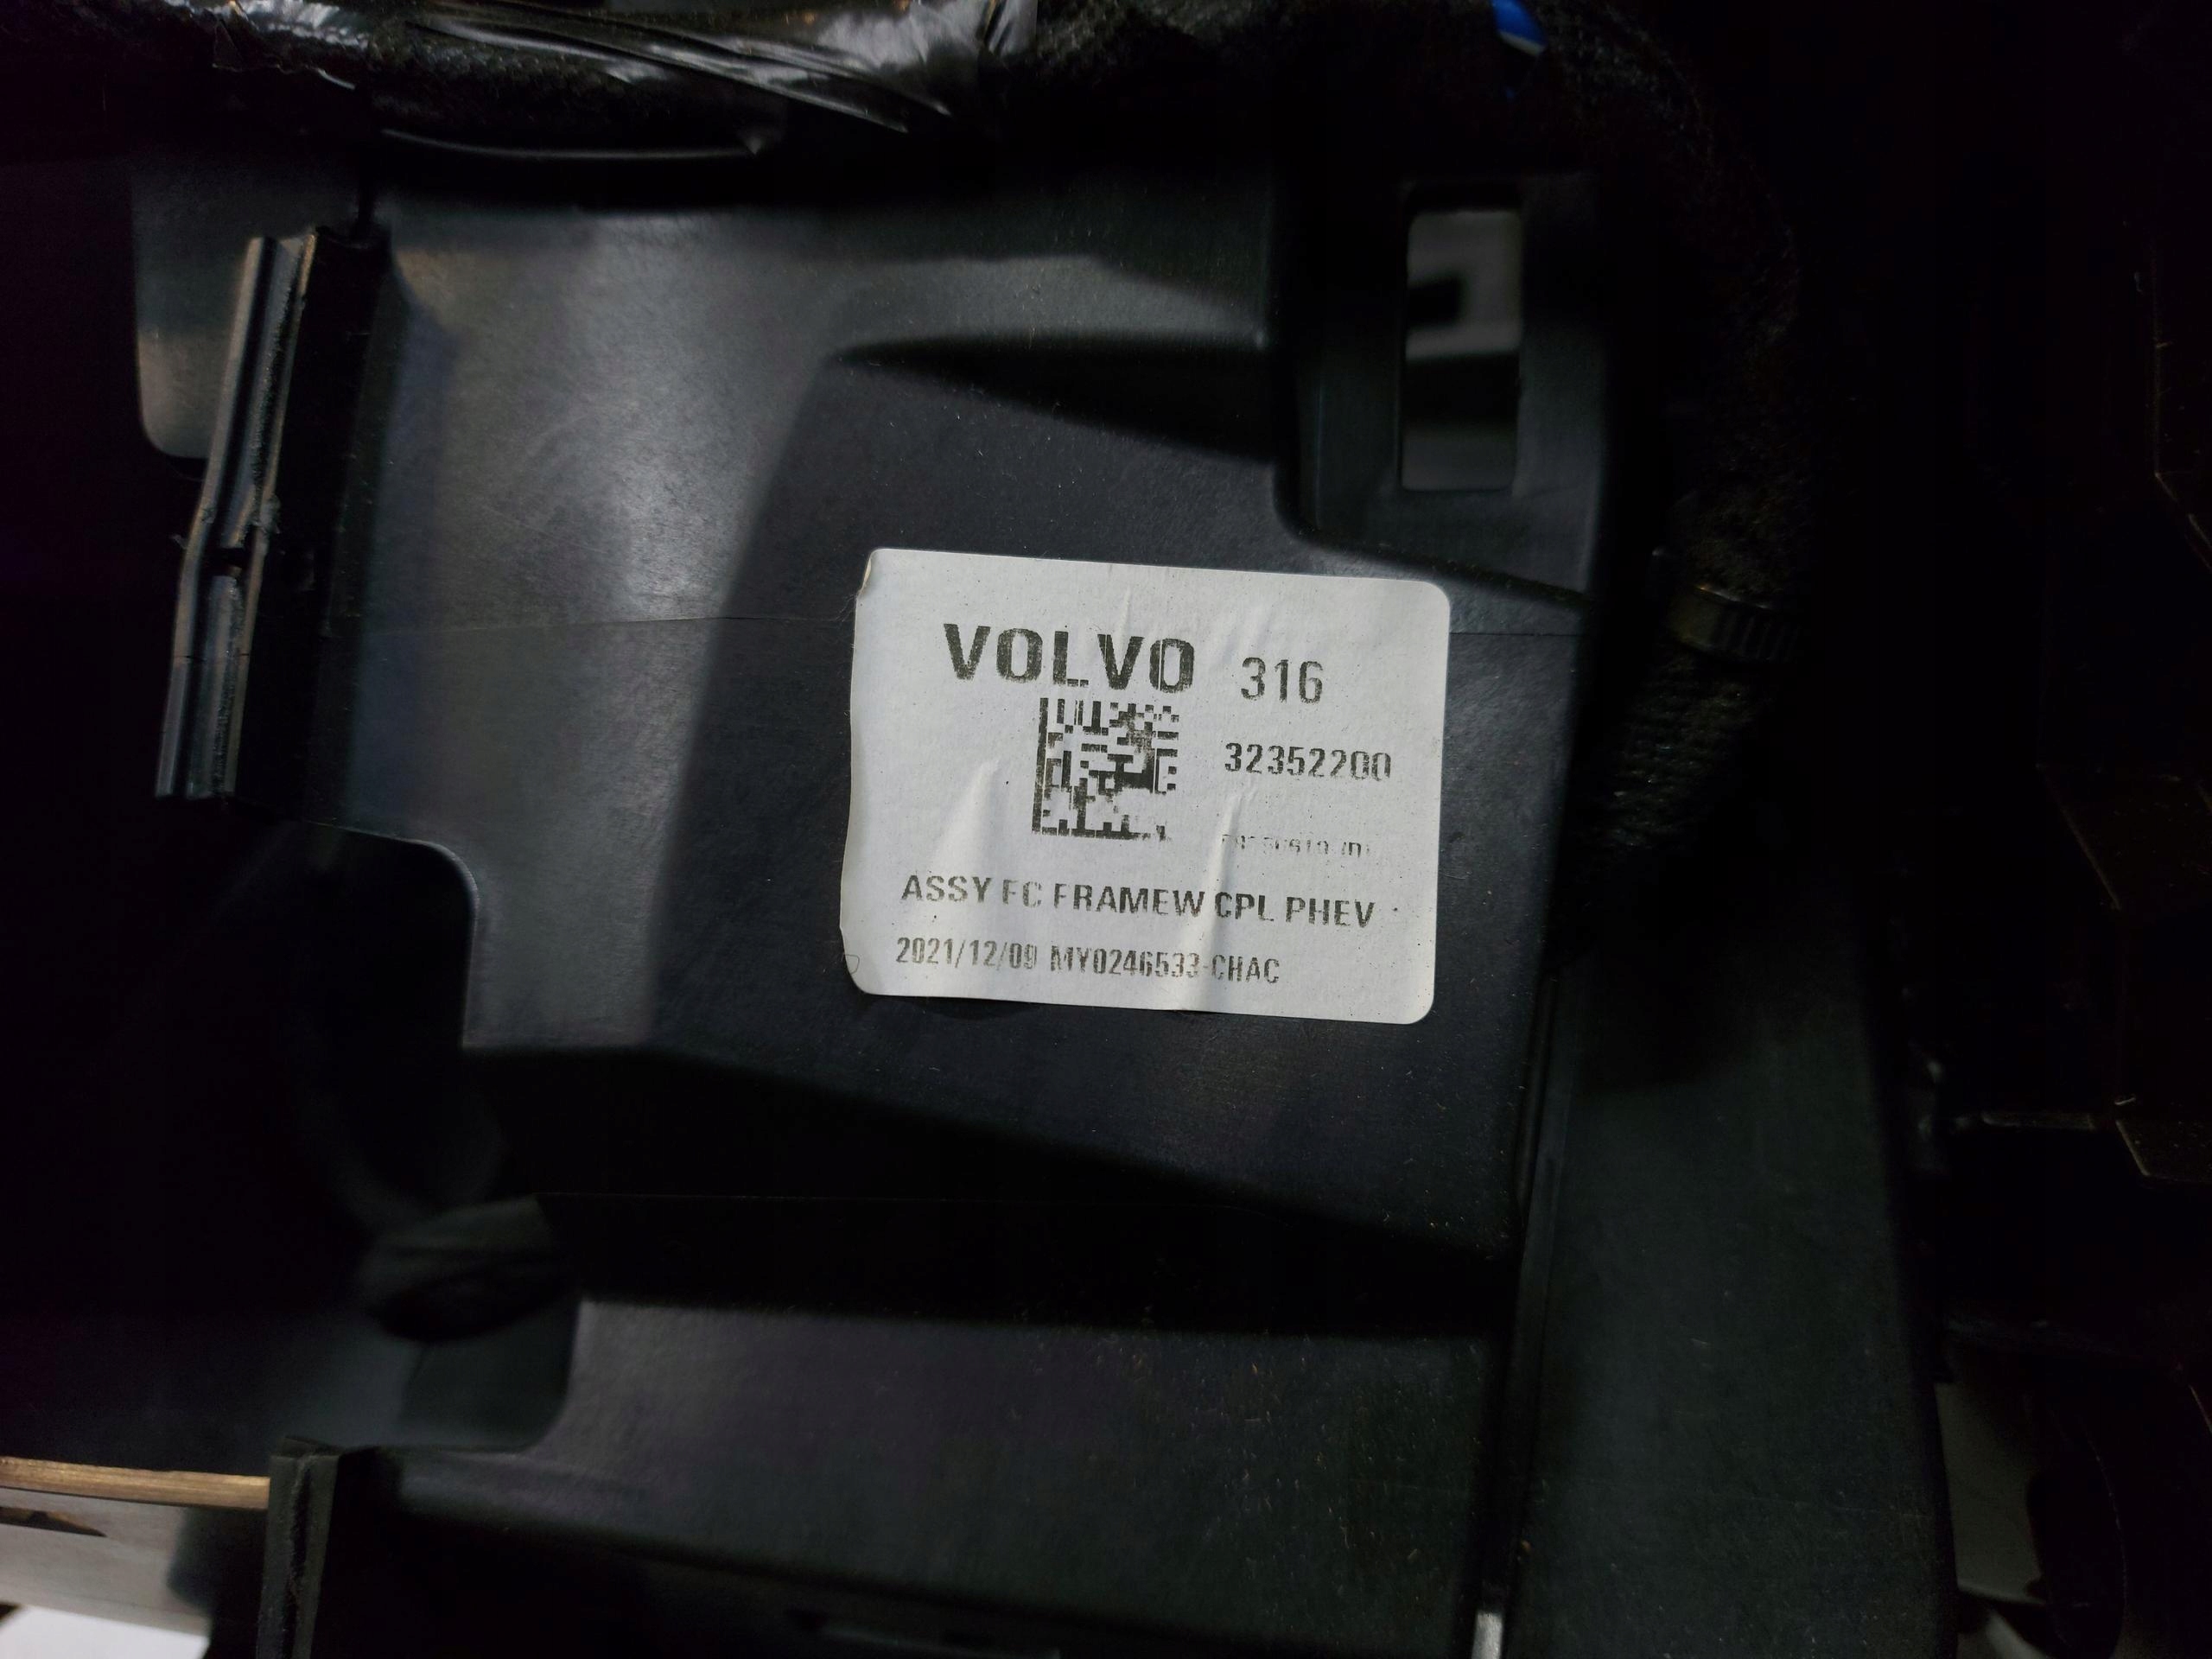 VOLVO 316
32352200
ASSY FC FRAMEW CPL PHEV
2021/12/09 MY0246533-CHAC